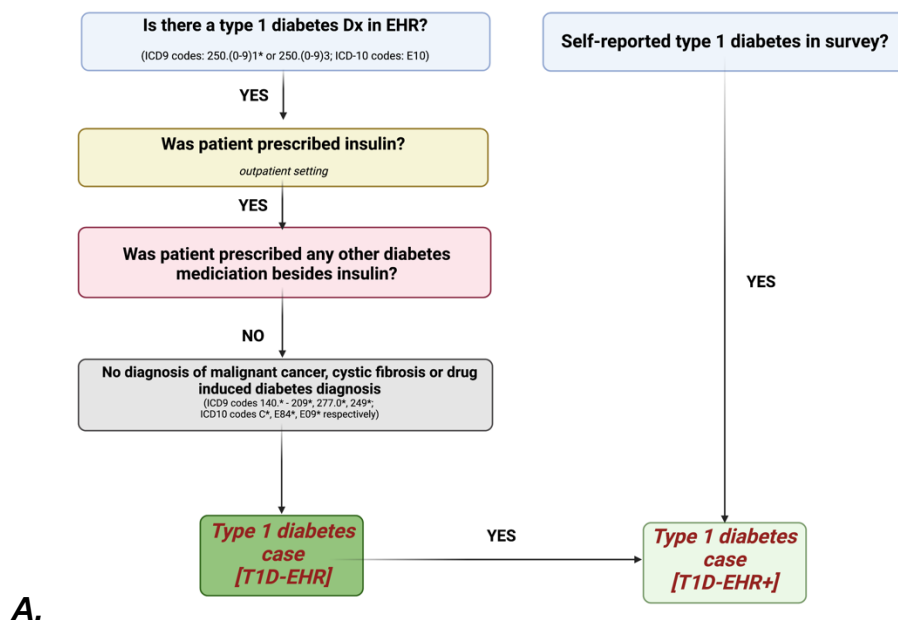 Is there a type 1 diabetes Dx in EHR?
(ICD9 codes: 250.(0-9)1* or 250.(0-9)3; ICD-10 codes: E10)
Self-reported type 1 diabetes in survey?
YES
Was patient prescribed insulin?
outpatient setting
YES
Was patient prescribed any other diabetes
mediciation besides insulin?
YES
NO
No diagnosis of malignant cancer, cystic fibrosis or drug
induced diabetes diagnosis
(ICD9 codes 140.* - 209*, 277.0*, 249*;
ICD10 codes C*, E84*, E09* respectively)
Type 1 diabetes
case
[T1D-EHR]
YES
Type 1 diabetes
case
[T1D-EHR+]
A.